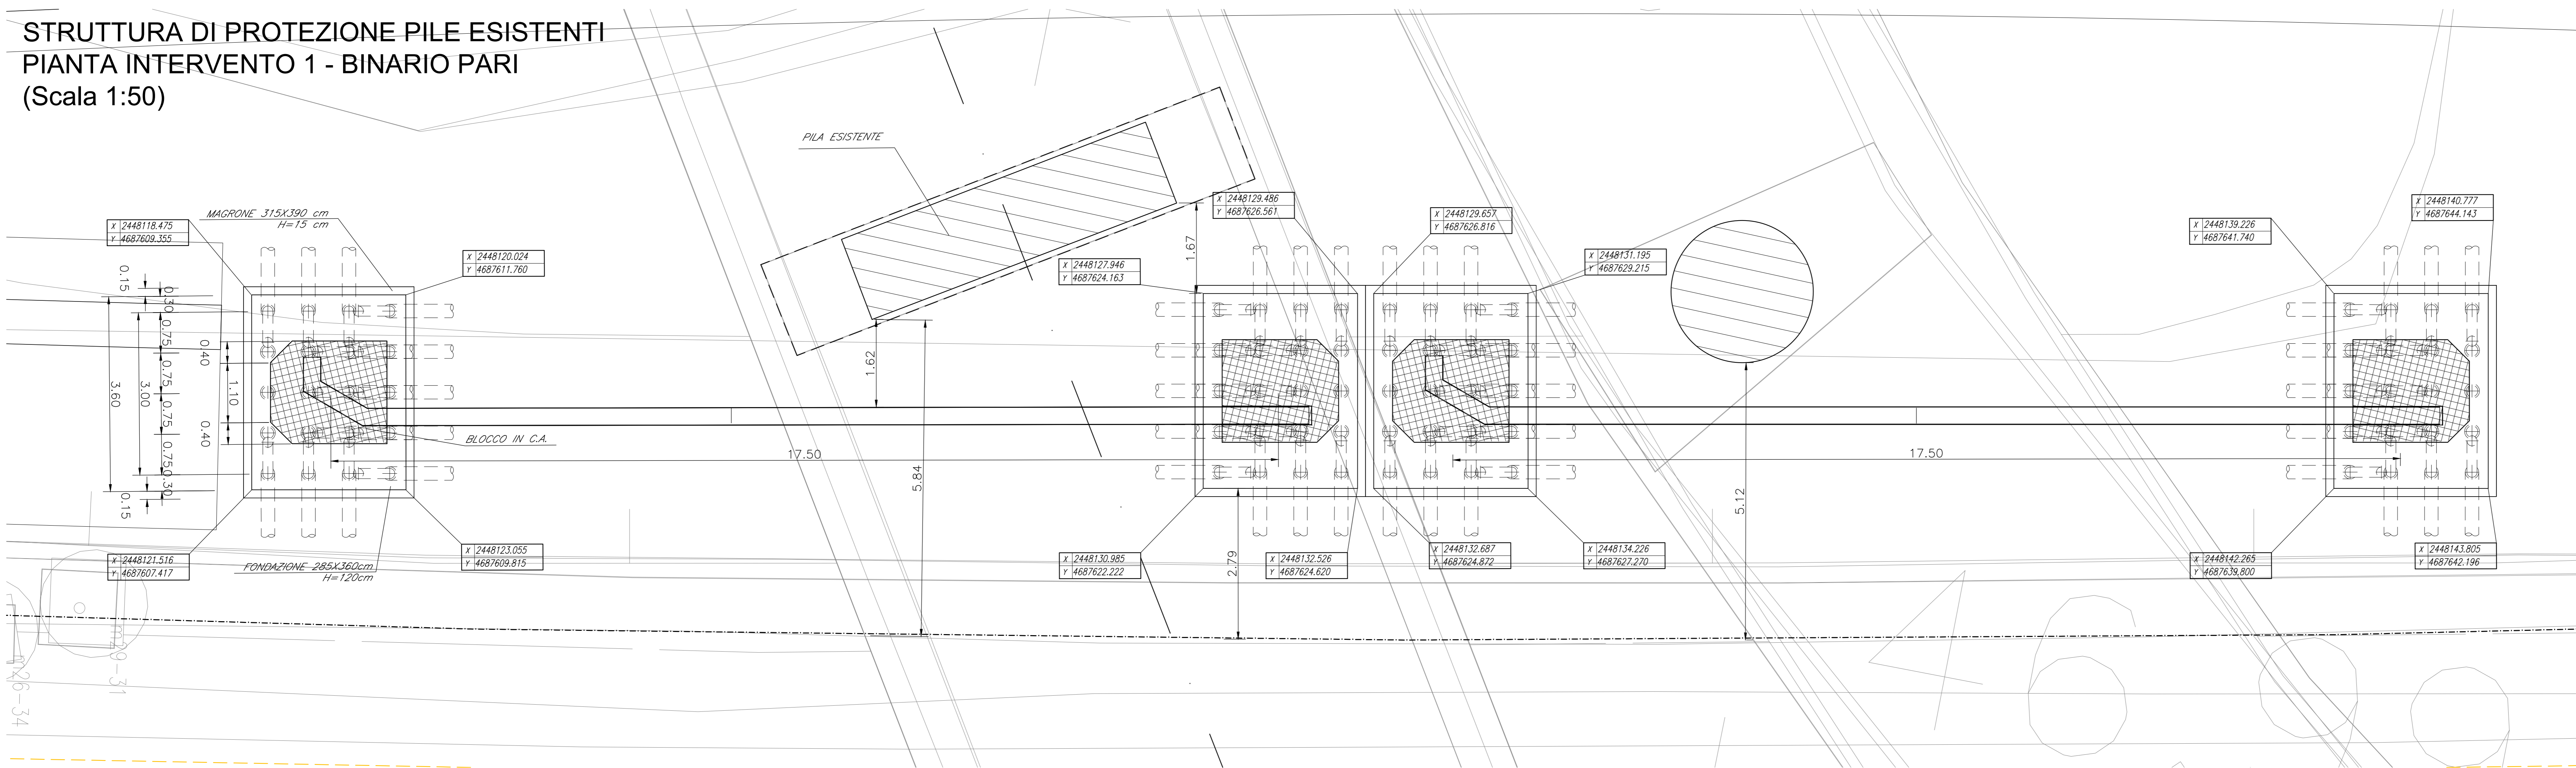 STRUTTURA DI PROTEZIONE PILE ESISTENTI
PIANTA INTERVENTO 1 - BINARIO PARI
(Scala 1:50)
PILA ESISTENTE
MAGRONE 315X390 cm
H=15 cm
X 2448118.475
Y 4687609.355
X 2448120.024
Y 4687611.760
X 2448127.946
Y 4687624.163
X 2448129.486
Y 4687626.561
X 2448129.657
Y 4687626.816
X 2448131.195
Y 4687629.215
X 2448139.226
Y 4687641.740
X 2448140.777
Y 4687644.143
0.15
0.30
0.75
0.75
0.75
0.75
0.30
0.15
3.60
3.00
0.40
1.10
0.40
1.67
1.62
BLOCCO IN C.A.
17.50
17.50
5.84
2.79
5.12
X 2448121.516
Y 4687607.417
FONDAZIONE 285X360cm
H=120cm
X 2448123.055
Y 4687609.815
X 2448130.985
Y 4687622.222
X 2448132.526
Y 4687624.620
X 2448132.687
Y 4687624.872
X 2448134.226
Y 4687627.270
X 2448142.265
Y 4687639.800
X 2448143.805
Y 4687642.196